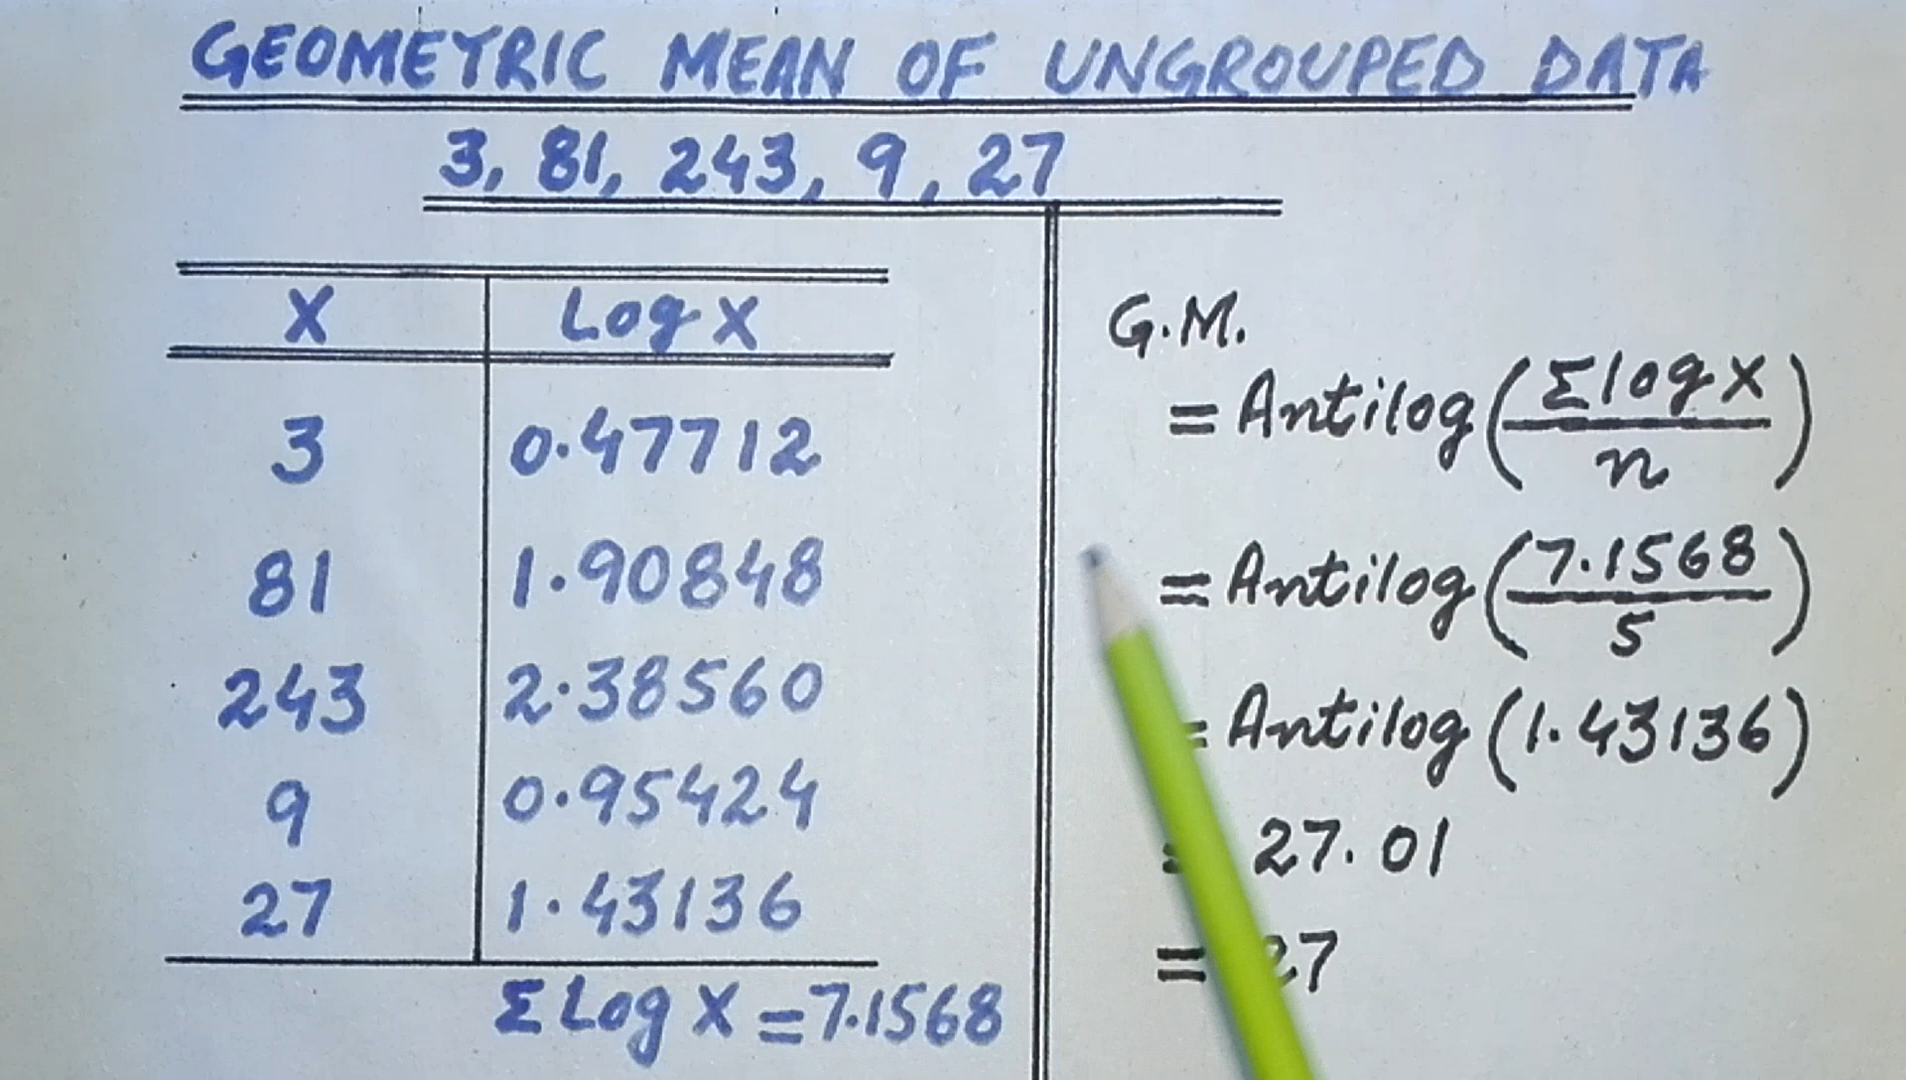 GEOMETRIC MEAN OF UNGROUPED DATA
3, 81, 243, 9, 27
X Log X
3 0.47712
81 1.90848
243 2.38560
9 0.95424
27 1.43136
Σ Log X = 7.1568
G.M.
= Antilog (Σ log X / n)
= Antilog (7.1568 / 5)
= Antilog (1.43136)
= 27.01
= 27